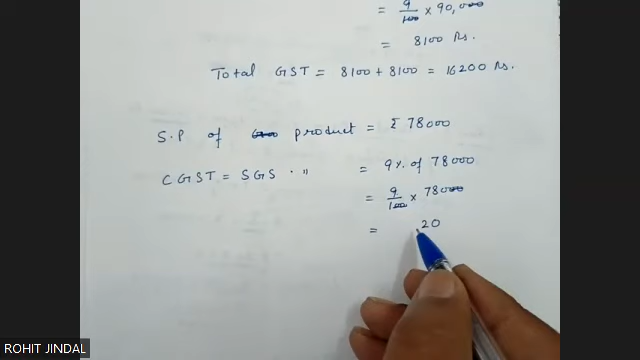 = 9/100 x 90,000
= 8100 Rs.
Total GST = 8100 + 8100 = 16200 Rs.
S.P of product = ₹ 78000
CGST = SGS . " = 9% of 78000
= 9/100 x 78000
= 20
ROHIT JINDAL